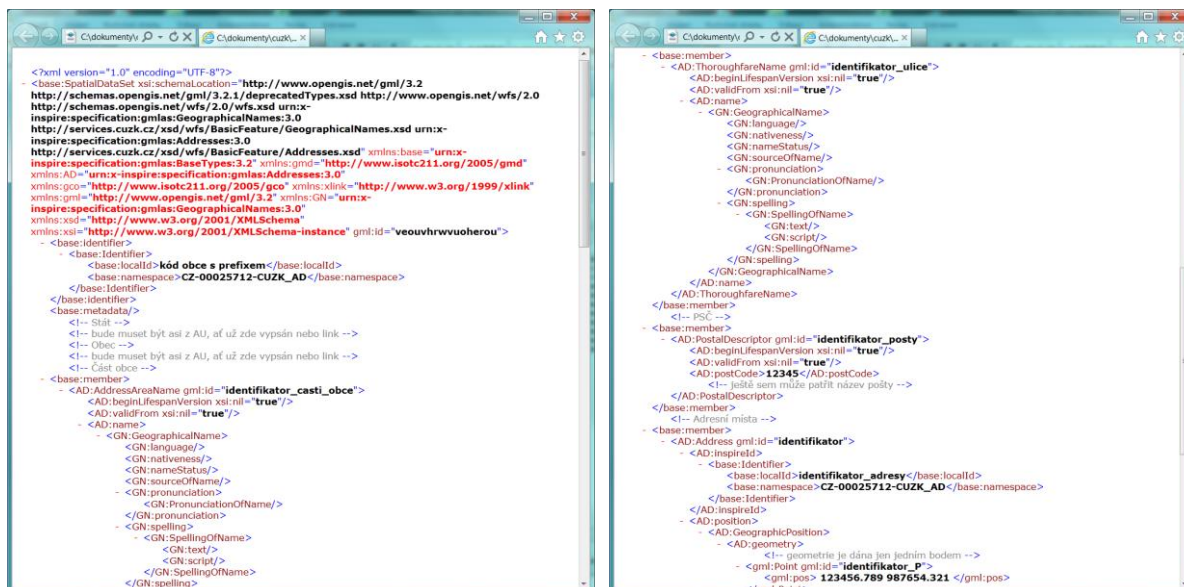 C:\dokumenty\
C:\dokumenty\cuzk\...
<?xml version="1.0" encoding="UTF-8"?>
- <base:SpatialDataSet xsi:schemaLocation="http://www.opengis.net/gml/3.2
http://schemas.opengis.net/gml/3.2.1/deprecatedTypes.xsd http://www.opengis.net/wfs/2.0
http://schemas.opengis.net/wfs/2.0/wfs.xsd urn:x-
inspire:specification:gmlas:GeographicalNames:3.0
http://services.cuzk.cz/xsd/wfs/BasicFeature/GeographicalNames.xsd urn:x-
inspire:specification:gmlas:Addresses:3.0
http://services.cuzk.cz/xsd/wfs/BasicFeature/Addresses.xsd" xmlns:base="urn:x-
inspire:specification:gmlas:BaseTypes:3.2" xmlns:gmd="http://www.isotc211.org/2005/gmd"
xmlns:AD="urn:x-inspire:specification:gmlas:Addresses:3.0"
xmlns:gco="http://www.isotc211.org/2005/gco" xmlns:xlink="http://www.w3.org/1999/xlink"
xmlns:gml="http://www.opengis.net/gml/3.2" xmlns:GN="urn:x-
inspire:specification:gmlas:GeographicalNames:3.0"
xmlns:xsd="http://www.w3.org/2001/XMLSchema"
xmlns:xsi="http://www.w3.org/2001/XMLSchema-instance" gml:id="veouvhrwvuoherou">
- <base:identifier>
- <base:Identifier>
<base:localId>kód obce s prefixem</base:localId>
<base:namespace>CZ-00025712-CUZK_AD</base:namespace>
</base:Identifier>
</base:identifier>
<base:metadata/>
<!-- Stát -->
<!-- bude muset být asi z AU, ať už zde vypsán nebo link -->
<!-- Obec -->
<!-- bude muset být asi z AU, ať už zde vypsán nebo link -->
<!-- Část obce -->
- <base:member>
- <AD:AddressAreaName gml:id="identifikator_casti_obce">
<AD:beginLifespanVersion xsi:nil="true"/>
<AD:validFrom xsi:nil="true"/>
- <AD:name>
- <GN:GeographicalName>
<GN:language/>
<GN:nativeness/>
<GN:nameStatus/>
<GN:sourceOfName/>
- <GN:pronunciation>
<GN:PronunciationOfName/>
</GN:pronunciation>
- <GN:spelling>
- <GN:SpellingOfName>
<GN:text/>
<GN:script/>
</GN:SpellingOfName>
</GN:spelling>
C:\dokumenty\
C:\dokumenty\cuzk\...
- <base:member>
- <AD:ThoroughfareName gml:id="identifikator_ulice">
<AD:beginLifespanVersion xsi:nil="true"/>
<AD:validFrom xsi:nil="true"/>
- <AD:name>
- <GN:GeographicalName>
<GN:language/>
<GN:nativeness/>
<GN:nameStatus/>
<GN:sourceOfName/>
- <GN:pronunciation>
<GN:PronunciationOfName/>
</GN:pronunciation>
- <GN:spelling>
- <GN:SpellingOfName>
<GN:text/>
<GN:script/>
</GN:SpellingOfName>
</GN:spelling>
</GN:GeographicalName>
</AD:name>
</AD:ThoroughfareName>
</base:member>
<!-- PSČ -->
- <base:member>
- <AD:PostalDescriptor gml:id="identifikator_posty">
<AD:beginLifespanVersion xsi:nil="true"/>
<AD:validFrom xsi:nil="true"/>
<AD:postCode>12345</AD:postCode>
<!-- ještě sem může patřit název pošty -->
</AD:PostalDescriptor>
</base:member>
<!-- Adresní místa -->
- <base:member>
- <AD:Address gml:id="identifikator">
- <AD:inspireId>
- <base:Identifier>
<base:localId>identifikator_adresy</base:localId>
<base:namespace>CZ-00025712-CUZK_AD</base:namespace>
</base:Identifier>
</AD:inspireId>
- <AD:position>
- <AD:GeographicPosition>
- <AD:geometry>
<!-- geometrie je dána jen jedním bodem -->
- <gml:Point gml:id="identifikator_P">
<gml:pos> 123456.789 987654.321 </gml:pos>